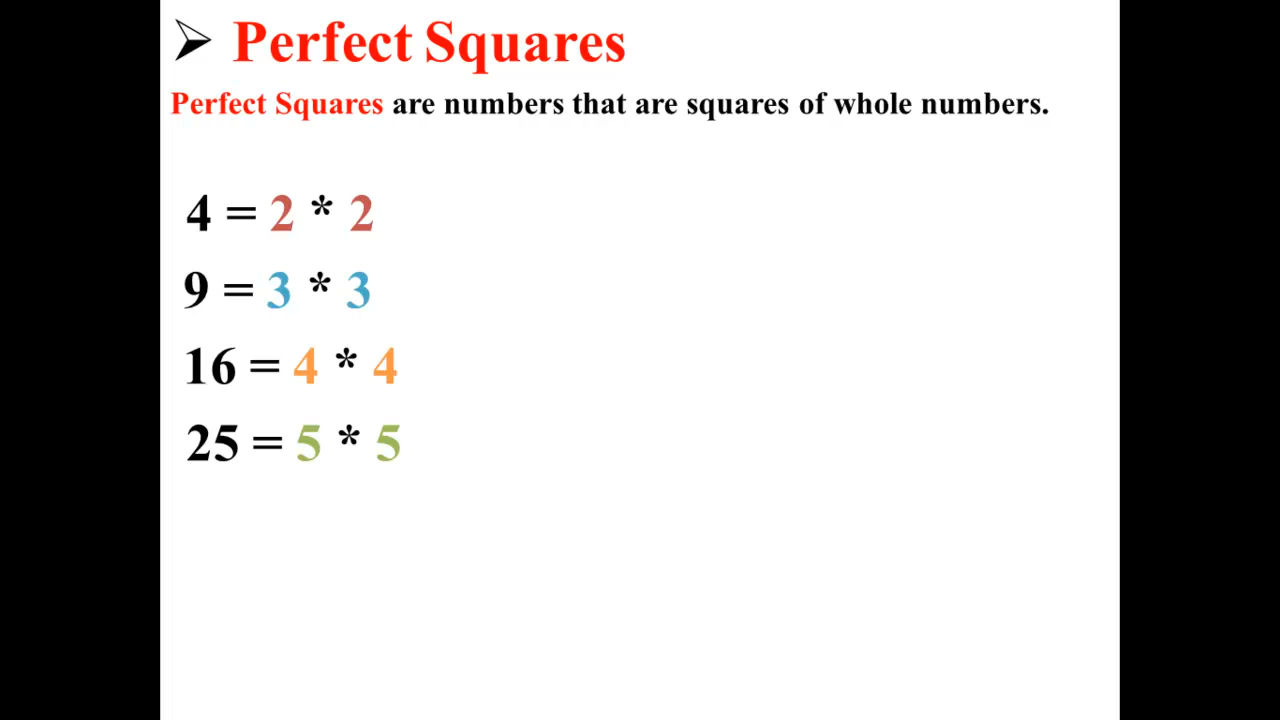 Perfect Squares
Perfect Squares are numbers that are squares of whole numbers.
4 = 2 * 2
9 = 3 * 3
16 = 4 * 4
25 = 5 * 5